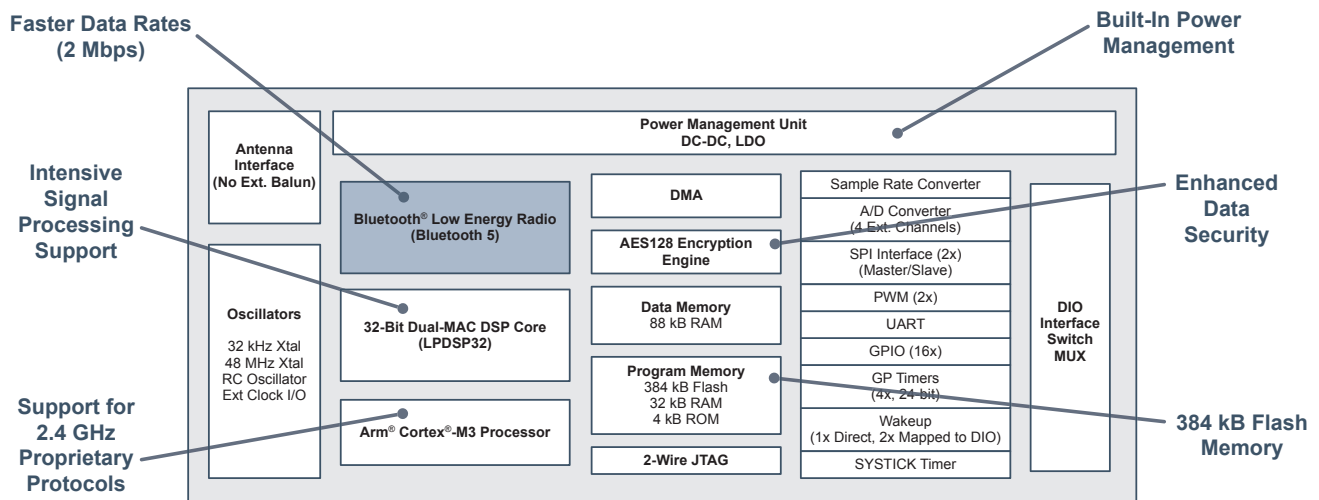 Faster Data Rates
(2 Mbps)
Built-In Power
Management
Antenna
Interface
(No Ext. Balun)
Power Management Unit
DC-DC, LDO
Intensive
Signal
Processing
Support
Bluetooth® Low Energy Radio
(Bluetooth 5)
DMA
AES128 Encryption
Engine
Sample Rate Converter
A/D Converter
(4 Ext. Channels)
SPI Interface (2x)
(Master/Slave)
PWM (2x)
UART
GPIO (16x)
GP Timers
(4x, 24-bit)
Wakeup
(1x Direct, 2x Mapped to DIO)
SYSTICK Timer
Enhanced
Data
Security
Oscillators
32 kHz Xtal
48 MHz Xtal
RC Oscillator
Ext Clock I/O
32-Bit Dual-MAC DSP Core
(LPDSP32)
Data Memory
88 kB RAM
DIO
Interface
Switch
MUX
Program Memory
384 kB Flash
32 kB RAM
4 kB ROM
Support for
2.4 GHz
Proprietary
Protocols
Arm® Cortex®-M3 Processor
2-Wire JTAG
384 kB Flash
Memory